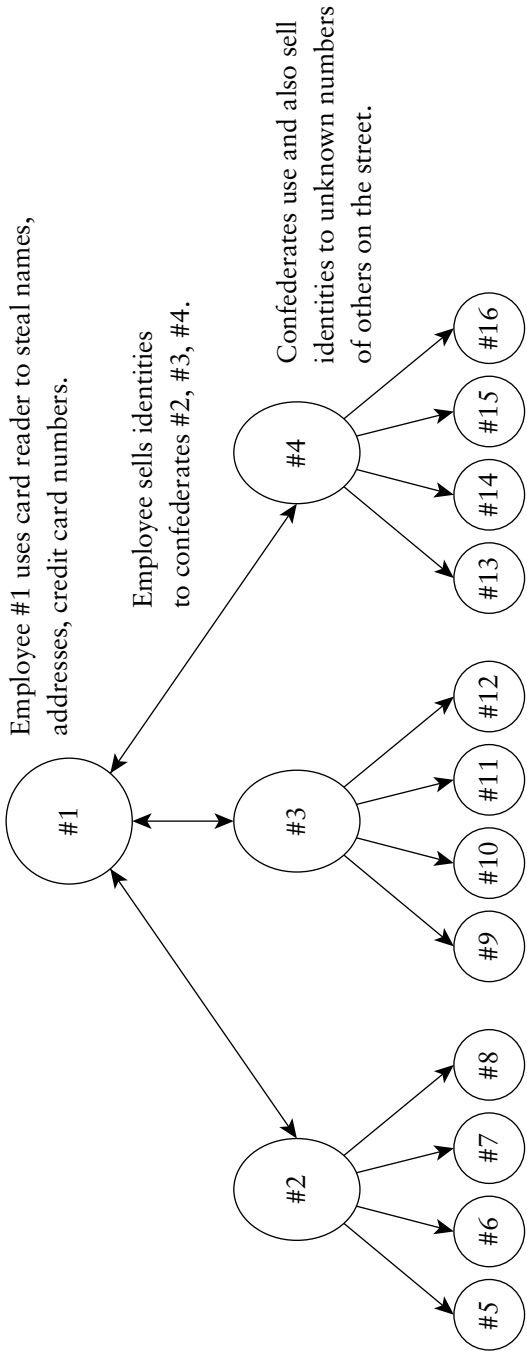 Employee #1 uses card reader to steal names,
addresses, credit card numbers.
#1
Employee sells identities
to confederates #2, #3, #4.
Confederates use and also sell
identities to unknown numbers
of others on the street.
#2
#3
#4
#5
#6
#7
#8
#9
#10
#11
#12
#13
#14
#15
#16